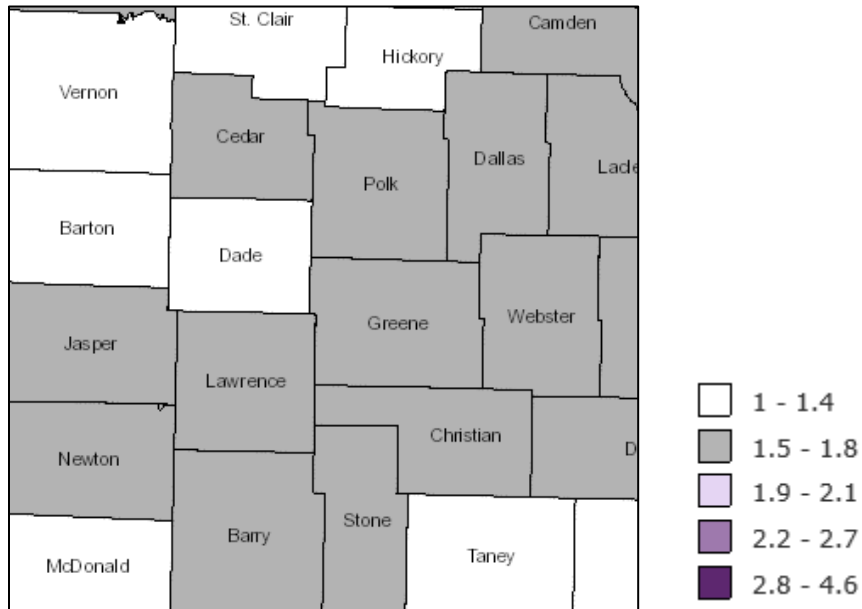 St. Clair
Camden
Hickory
Vernon
Cedar
Dallas
Polk
Lacle
Barton
Dade
Greene
Webster
Jasper
Lawrence
Christian
D
Newton
Stone
Barry
Taney
McDonald
1 - 1.4
1.5 - 1.8
1.9 - 2.1
2.2 - 2.7
2.8 - 4.6